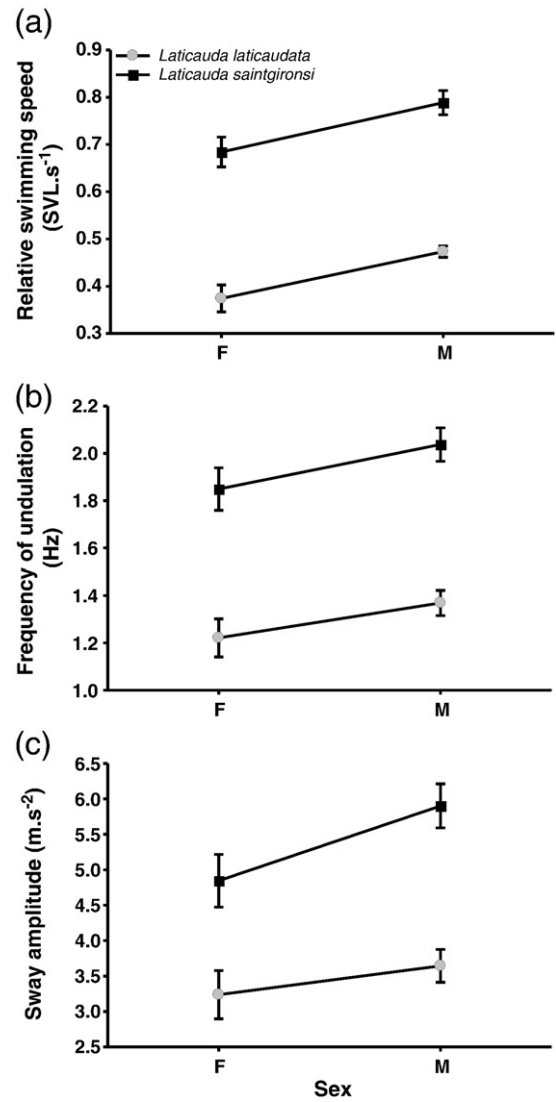 (a)
Laticauda laticaudata
Laticauda saintgironsi
Relative swimming speed
(SVL.s⁻¹)
0.9
0.8
0.7
0.6
0.5
0.4
0.3
F M
(b)
Frequency of undulation
(Hz)
2.2
2.0
1.8
1.6
1.4
1.2
1.0
F M
(c)
Sway amplitude (m.s⁻²)
6.5
6.0
5.5
5.0
4.5
4.0
3.5
3.0
2.5
F M
Sex